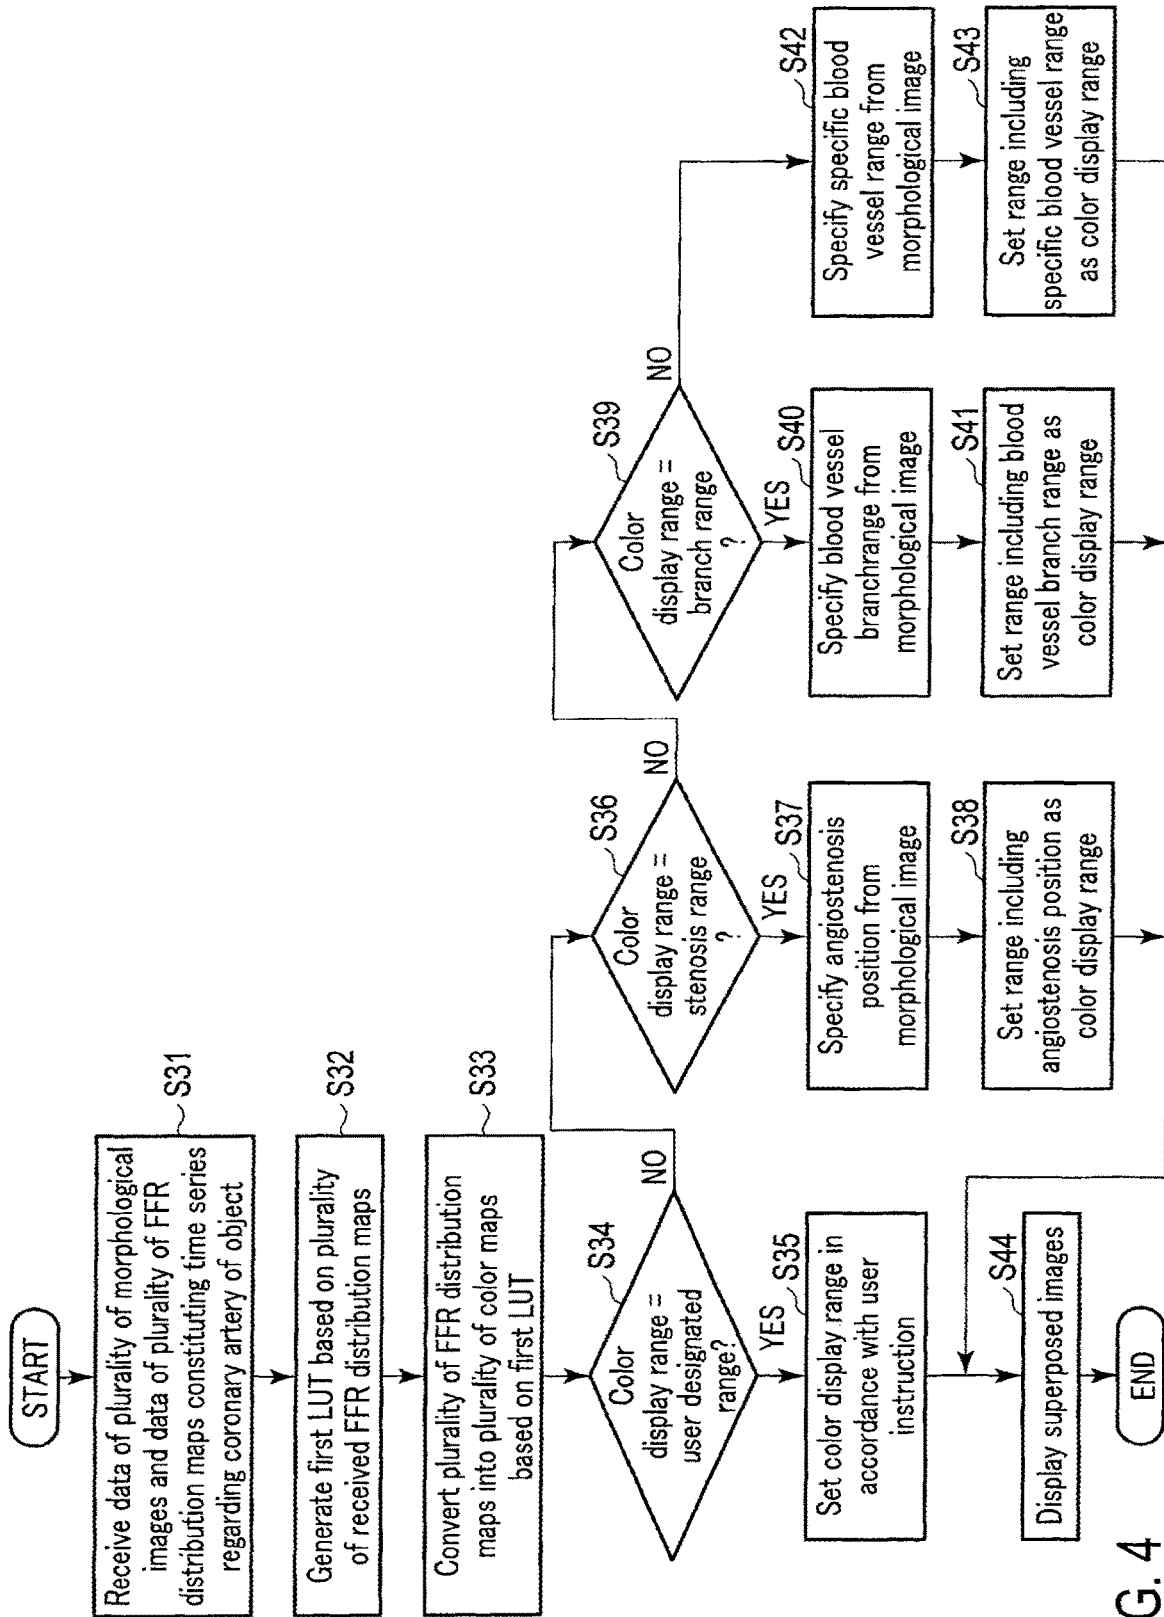 START
S31
Receive data of plurality of morphological
images and data of plurality of FFR
distribution maps constituting time series
regarding coronary artery of object
S32
Generate first LUT based on plurality
of received FFR distribution maps
S33
Convert plurality of FFR distribution
maps into plurality of color maps
based on first LUT
S34
Color
display range =
user designated
range?
NO
YES
S35
Set color display range in
accordance with user
instruction
S36
Color
display range =
stenosis range
?
NO
YES
S37
Specify angiostenosis
position from
morphological image
S38
Set range including
angiostenosis position as
color display range
S39
Color
display range =
branch range
?
NO
YES
S40
Specify blood vessel
branchrange from
morphological image
S41
Set range including blood
vessel branch range as
color display range
S42
Specify specific blood
vessel range from
morphological image
S43
Set range including
specific blood vessel range
as color display range
S44
Display superposed images
END
G. 4